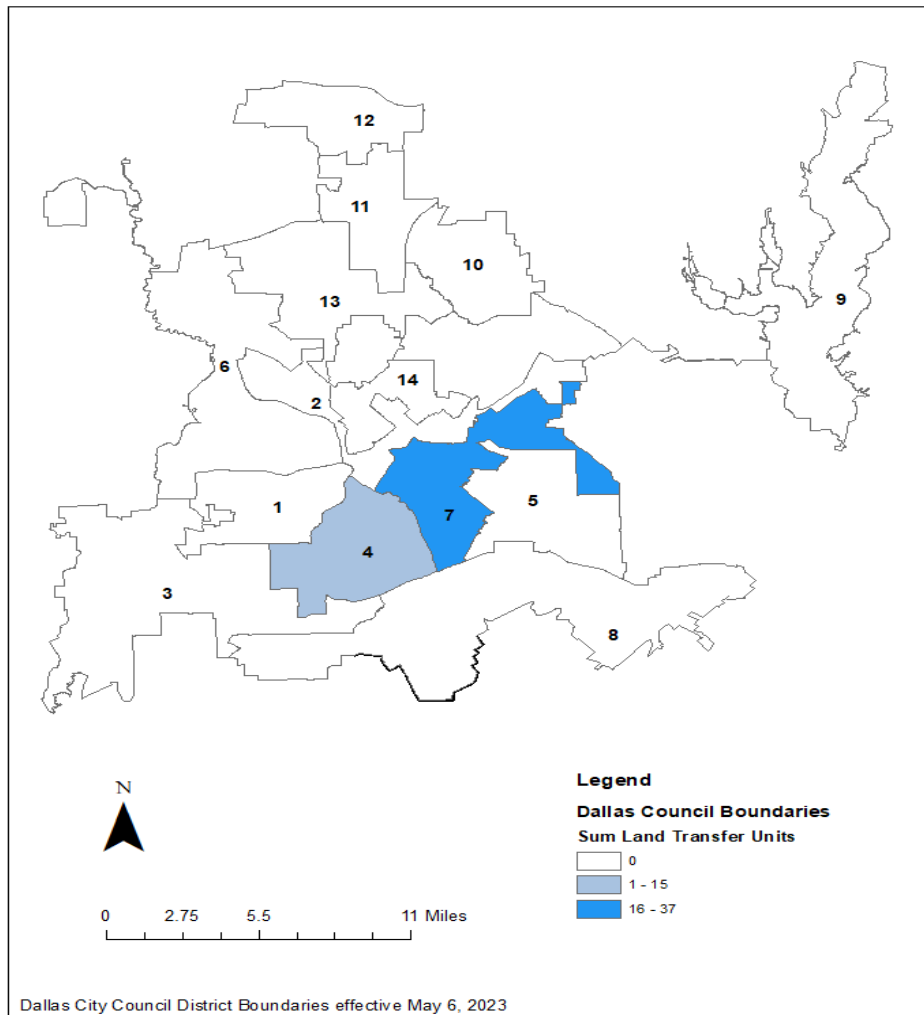 12
11
10
13
9
6
14
2
1
7
5
4
3
8
N
Legend
Dallas Council Boundaries
Sum Land Transfer Units
0
1 - 15
16 - 37
0 2.75 5.5 11 Miles
Dallas City Council District Boundaries effective May 6, 2023